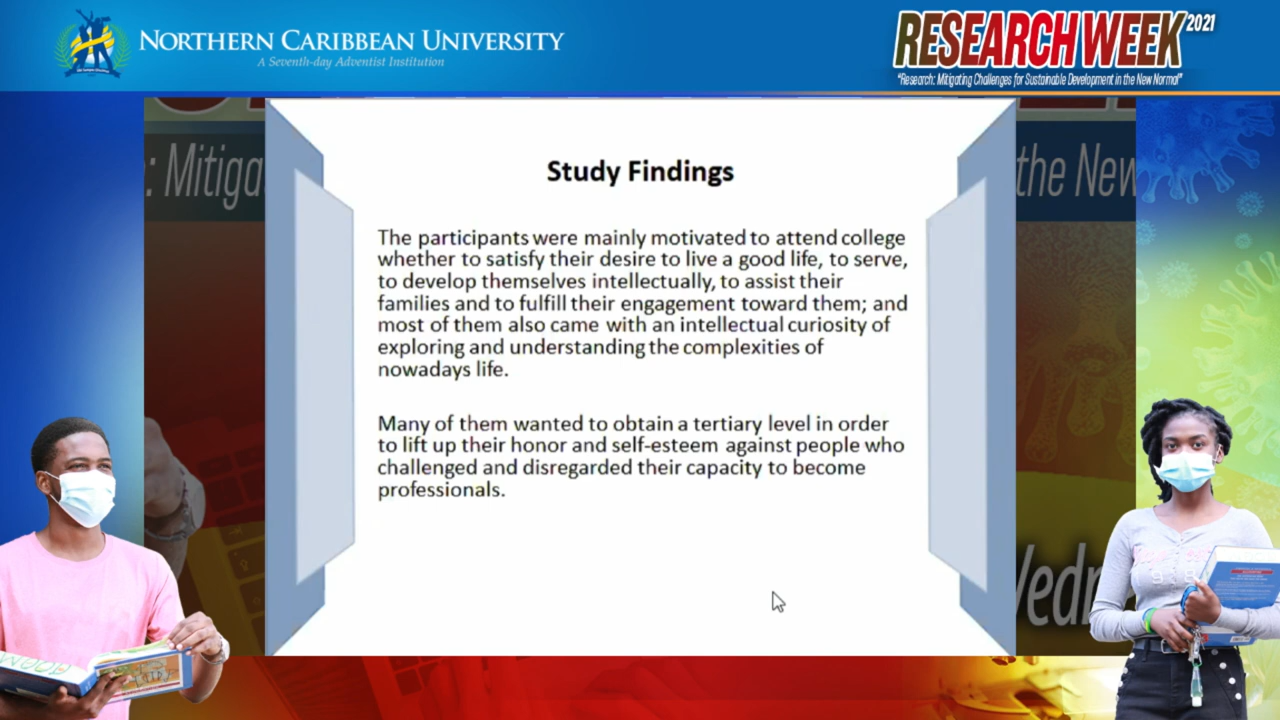 NORTHERN CARIBBEAN UNIVERSITY
A Seventh-day Adventist Institution
RESEARCH WEEK 2021
"Research: Mitigating Challenges for Sustainable Development in the New Normal"
: Mitiga
the New
Study Findings
The participants were mainly motivated to attend college
whether to satisfy their desire to live a good life, to serve,
to develop themselves intellectually, to assist their
families and to fulfill their engagement toward them; and
most of them also came with an intellectual curiosity of
exploring and understanding the complexities of
nowadays life.
Many of them wanted to obtain a tertiary level in order
to lift up their honor and self-esteem against people who
challenged and disregarded their capacity to become
professionals.
Wedn